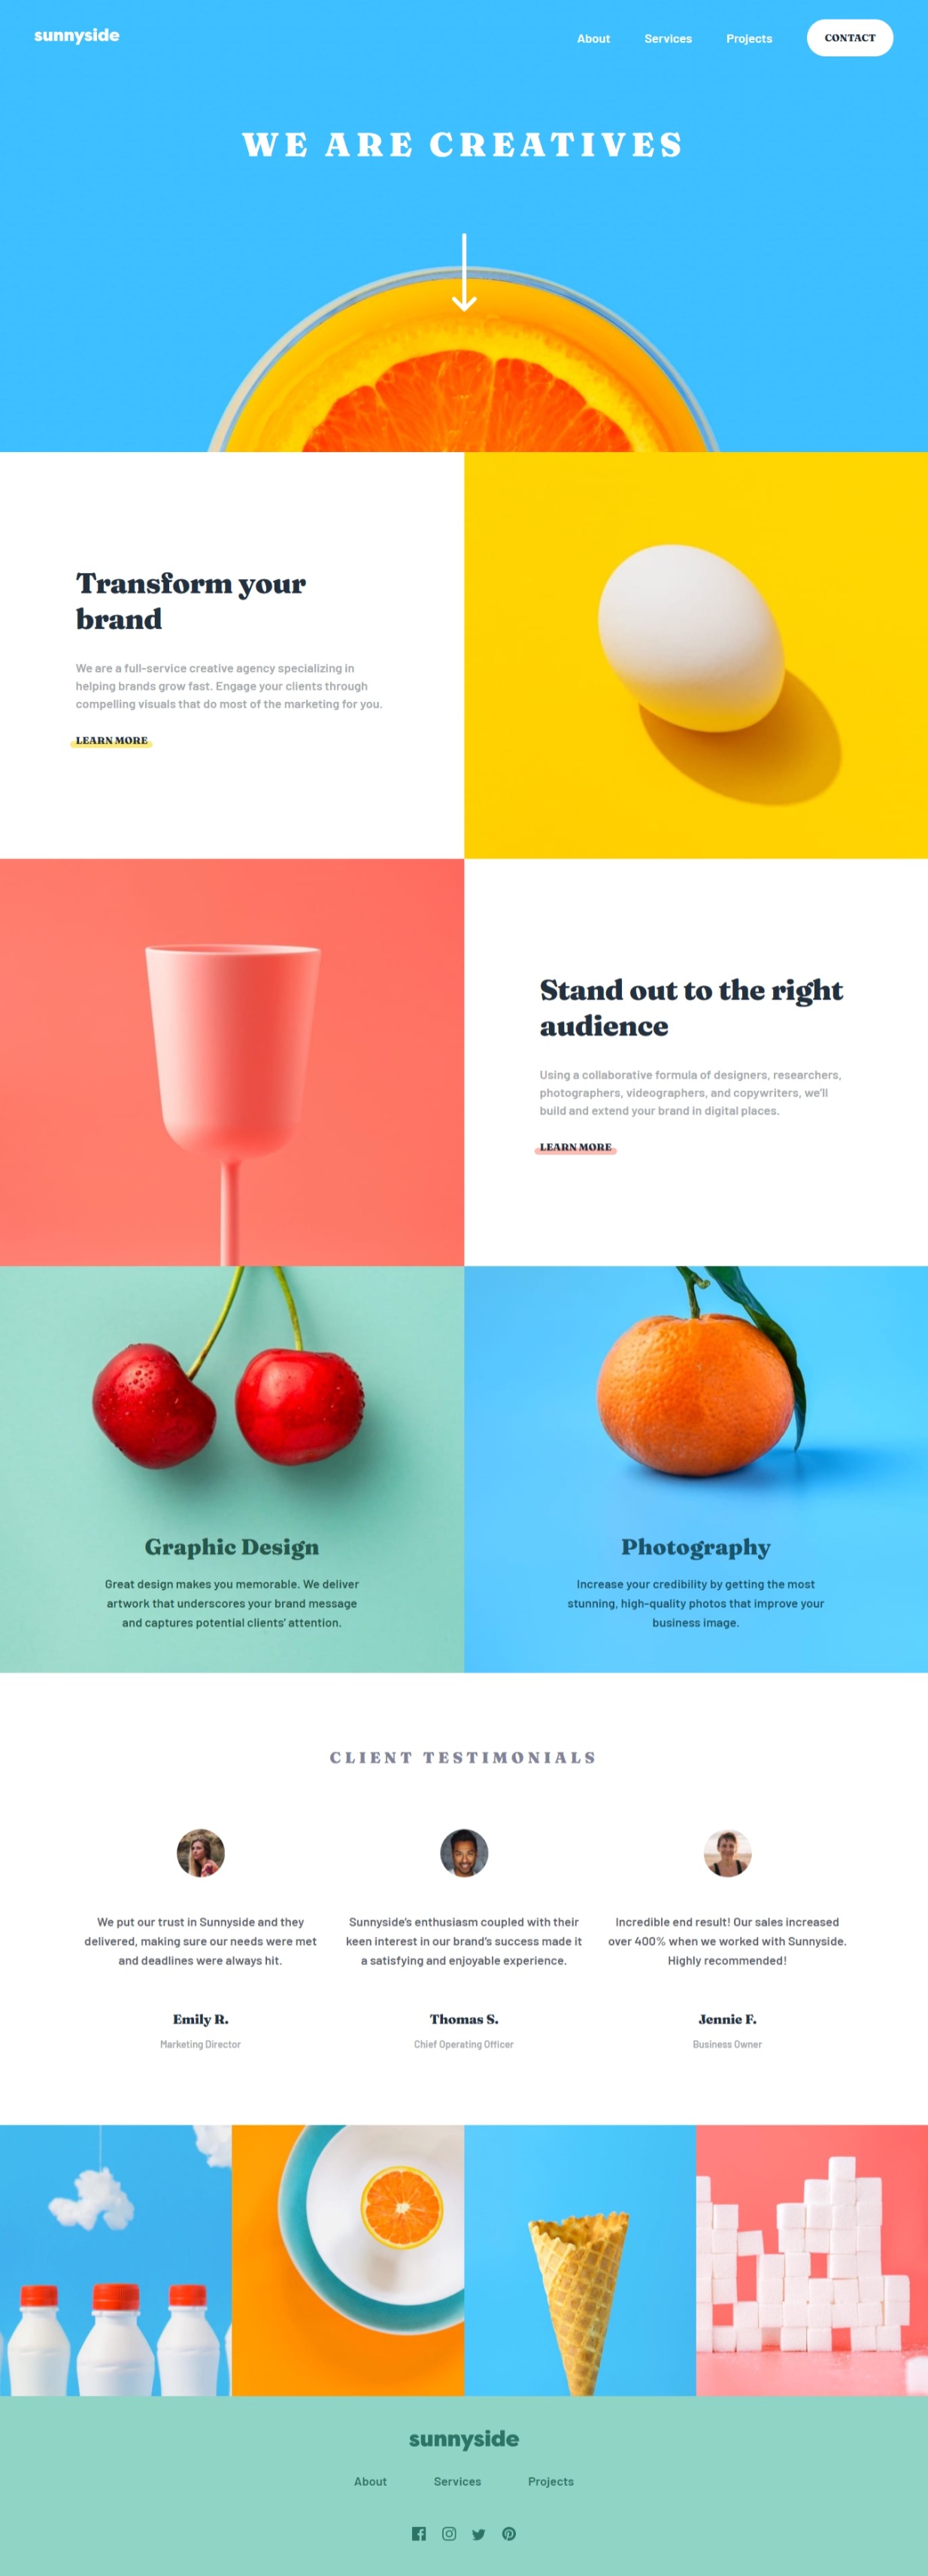 sunnyside
About Services Projects CONTACT
WE ARE CREATIVES
Transform your
brand
We are a full-service creative agency specializing in
helping brands grow fast. Engage your clients through
compelling visuals that do most of the marketing for you.
LEARN MORE
Stand out to the right
audience
Using a collaborative formula of designers, researchers,
photographers, videographers, and copywriters, we'll
build and extend your brand in digital places.
LEARN MORE
Graphic Design
Great design makes you memorable. We deliver
artwork that underscores your brand message
and captures potential clients' attention.
Photography
Increase your credibility by getting the most
stunning, high-quality photos that improve your
business image.
CLIENT TESTIMONIALS
We put our trust in Sunnyside and they
delivered, making sure our needs were met
and deadlines were always hit.
Emily R.
Marketing Director
Sunnyside's enthusiasm coupled with their
keen interest in our brand's success made it
a satisfying and enjoyable experience.
Thomas S.
Chief Operating Officer
Incredible end result! Our sales increased
over 400% when we worked with Sunnyside.
Highly recommended!
Jennie F.
Business Owner
sunnyside
About Services Projects